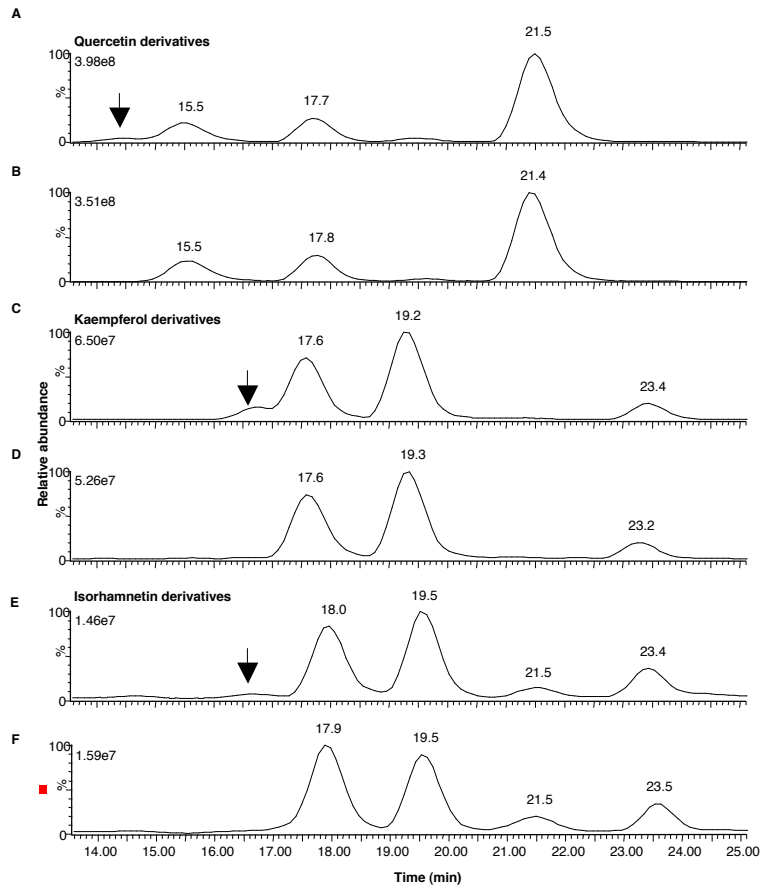 A
Quercetin derivatives
100
3.98e8
%
0
15.5
17.7
21.5
B
100
3.51e8
%
0
15.5
17.8
21.4
C
Kaempferol derivatives
100
6.50e7
%
0
17.6
19.2
23.4
D
100
5.26e7
%
0
17.6
19.3
23.2
Relative abundance
E
Isorhamnetin derivatives
100
1.46e7
%
0
18.0
19.5
21.5
23.4
F
100
1.59e7
%
0
17.9
19.5
21.5
23.5
14.00 15.00 16.00 17.00 18.00 19.00 20.00 21.00 22.00 23.00 24.00 25.00
Time (min)